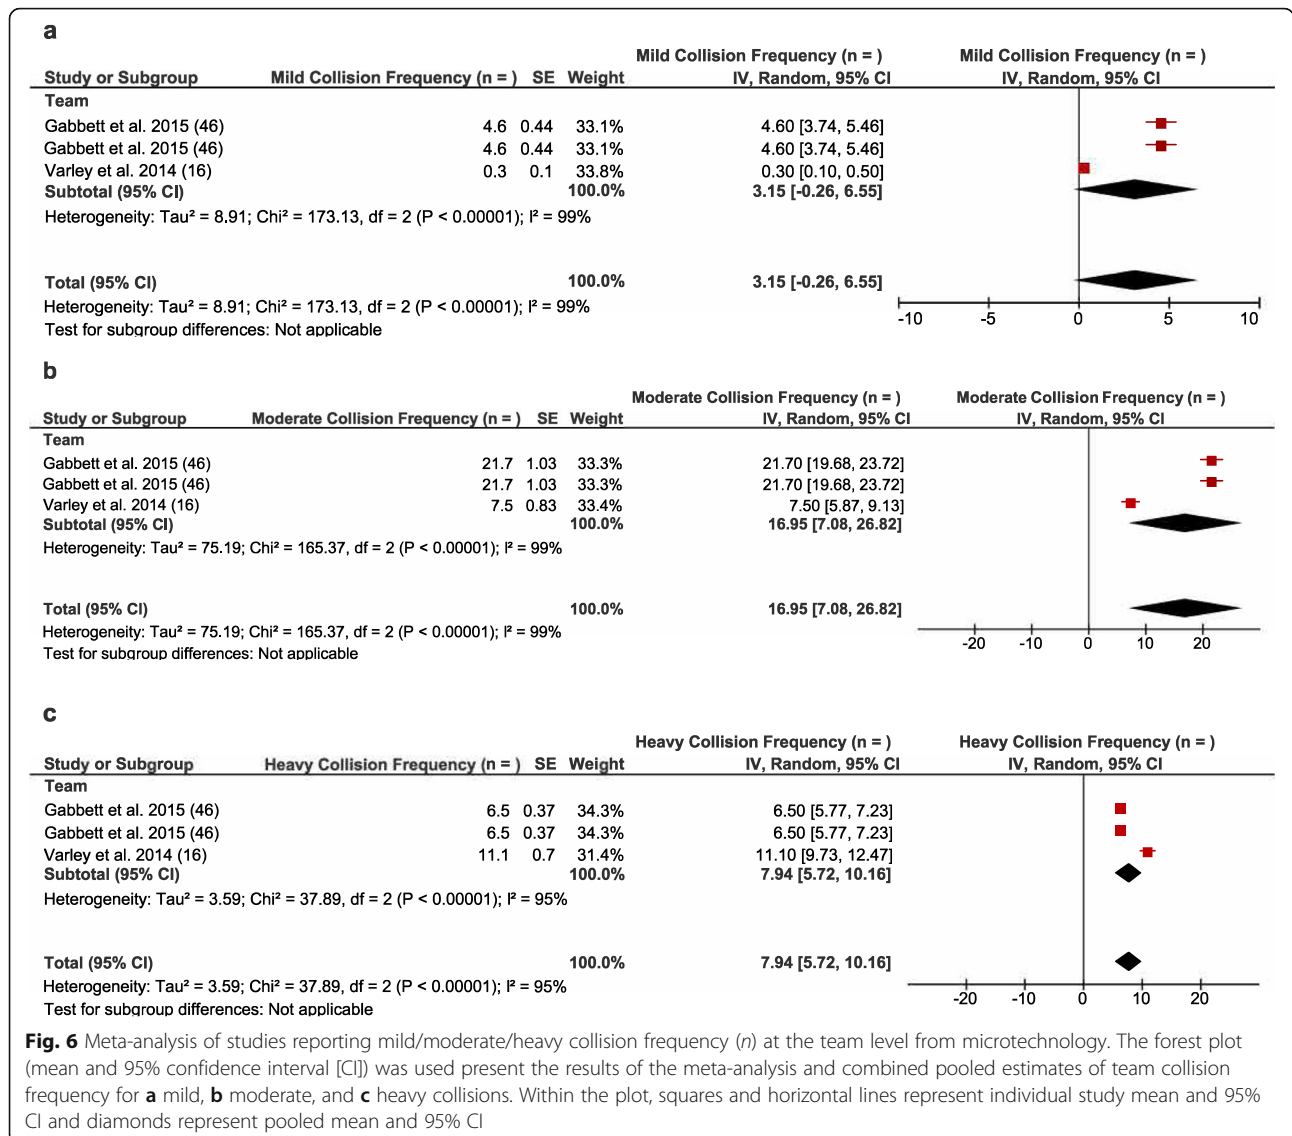 a
Mild Collision Frequency (n = ) Mild Collision Frequency (n = )
Study or Subgroup Mild Collision Frequency (n = ) SE Weight IV, Random, 95% CI IV, Random, 95% CI
Team
Gabbett et al. 2015 (46) 4.6 0.44 33.1% 4.60 [3.74, 5.46]
Gabbett et al. 2015 (46) 4.6 0.44 33.1% 4.60 [3.74, 5.46]
Varley et al. 2014 (16) 0.3 0.1 33.8% 0.30 [0.10, 0.50]
Subtotal (95% CI) 100.0% 3.15 [-0.26, 6.55]
Heterogeneity: Tau² = 8.91; Chi² = 173.13, df = 2 (P < 0.00001); I² = 99%
Total (95% CI) 100.0% 3.15 [-0.26, 6.55]
Heterogeneity: Tau² = 8.91; Chi² = 173.13, df = 2 (P < 0.00001); I² = 99%
Test for subgroup differences: Not applicable
-10 -5 0 5 10
b
Moderate Collision Frequency (n = ) Moderate Collision Frequency (n = )
Study or Subgroup Moderate Collision Frequency (n = ) SE Weight IV, Random, 95% CI IV, Random, 95% CI
Team
Gabbett et al. 2015 (46) 21.7 1.03 33.3% 21.70 [19.68, 23.72]
Gabbett et al. 2015 (46) 21.7 1.03 33.3% 21.70 [19.68, 23.72]
Varley et al. 2014 (16) 7.5 0.83 33.4% 7.50 [5.87, 9.13]
Subtotal (95% CI) 100.0% 16.95 [7.08, 26.82]
Heterogeneity: Tau² = 75.19; Chi² = 165.37, df = 2 (P < 0.00001); I² = 99%
Total (95% CI) 100.0% 16.95 [7.08, 26.82]
Heterogeneity: Tau² = 75.19; Chi² = 165.37, df = 2 (P < 0.00001); I² = 99%
Test for subgroup differences: Not applicable
-20 -10 0 10 20
c
Heavy Collision Frequency (n = ) Heavy Collision Frequency (n = )
Study or Subgroup Heavy Collision Frequency (n = ) SE Weight IV, Random, 95% CI IV, Random, 95% CI
Team
Gabbett et al. 2015 (46) 6.5 0.37 34.3% 6.50 [5.77, 7.23]
Gabbett et al. 2015 (46) 6.5 0.37 34.3% 6.50 [5.77, 7.23]
Varley et al. 2014 (16) 11.1 0.7 31.4% 11.10 [9.73, 12.47]
Subtotal (95% CI) 100.0% 7.94 [5.72, 10.16]
Heterogeneity: Tau² = 3.59; Chi² = 37.89, df = 2 (P < 0.00001); I² = 95%
Total (95% CI) 100.0% 7.94 [5.72, 10.16]
Heterogeneity: Tau² = 3.59; Chi² = 37.89, df = 2 (P < 0.00001); I² = 95%
Test for subgroup differences: Not applicable
-20 -10 0 10 20
Fig. 6 Meta-analysis of studies reporting mild/moderate/heavy collision frequency (n) at the team level from microtechnology. The forest plot
(mean and 95% confidence interval [CI]) was used present the results of the meta-analysis and combined pooled estimates of team collision
frequency for a mild, b moderate, and c heavy collisions. Within the plot, squares and horizontal lines represent individual study mean and 95%
CI and diamonds represent pooled mean and 95% CI